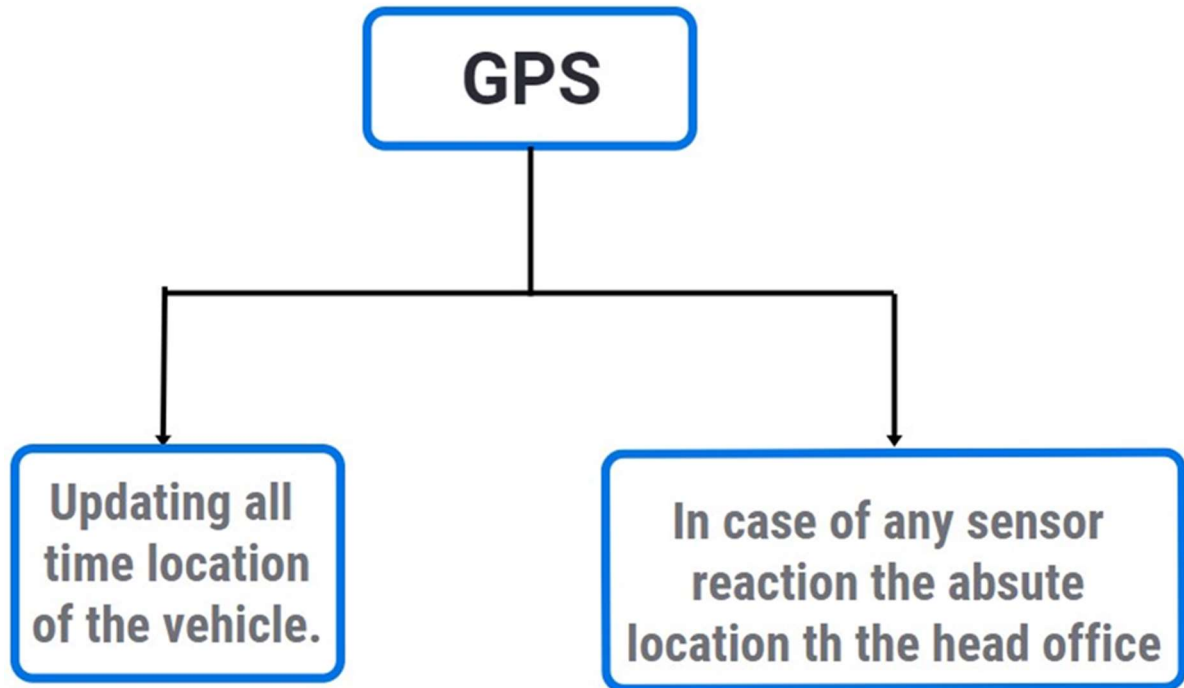 GPS
Updating all
time location
of the vehicle.
In case of any sensor
reaction the absute
location th the head office